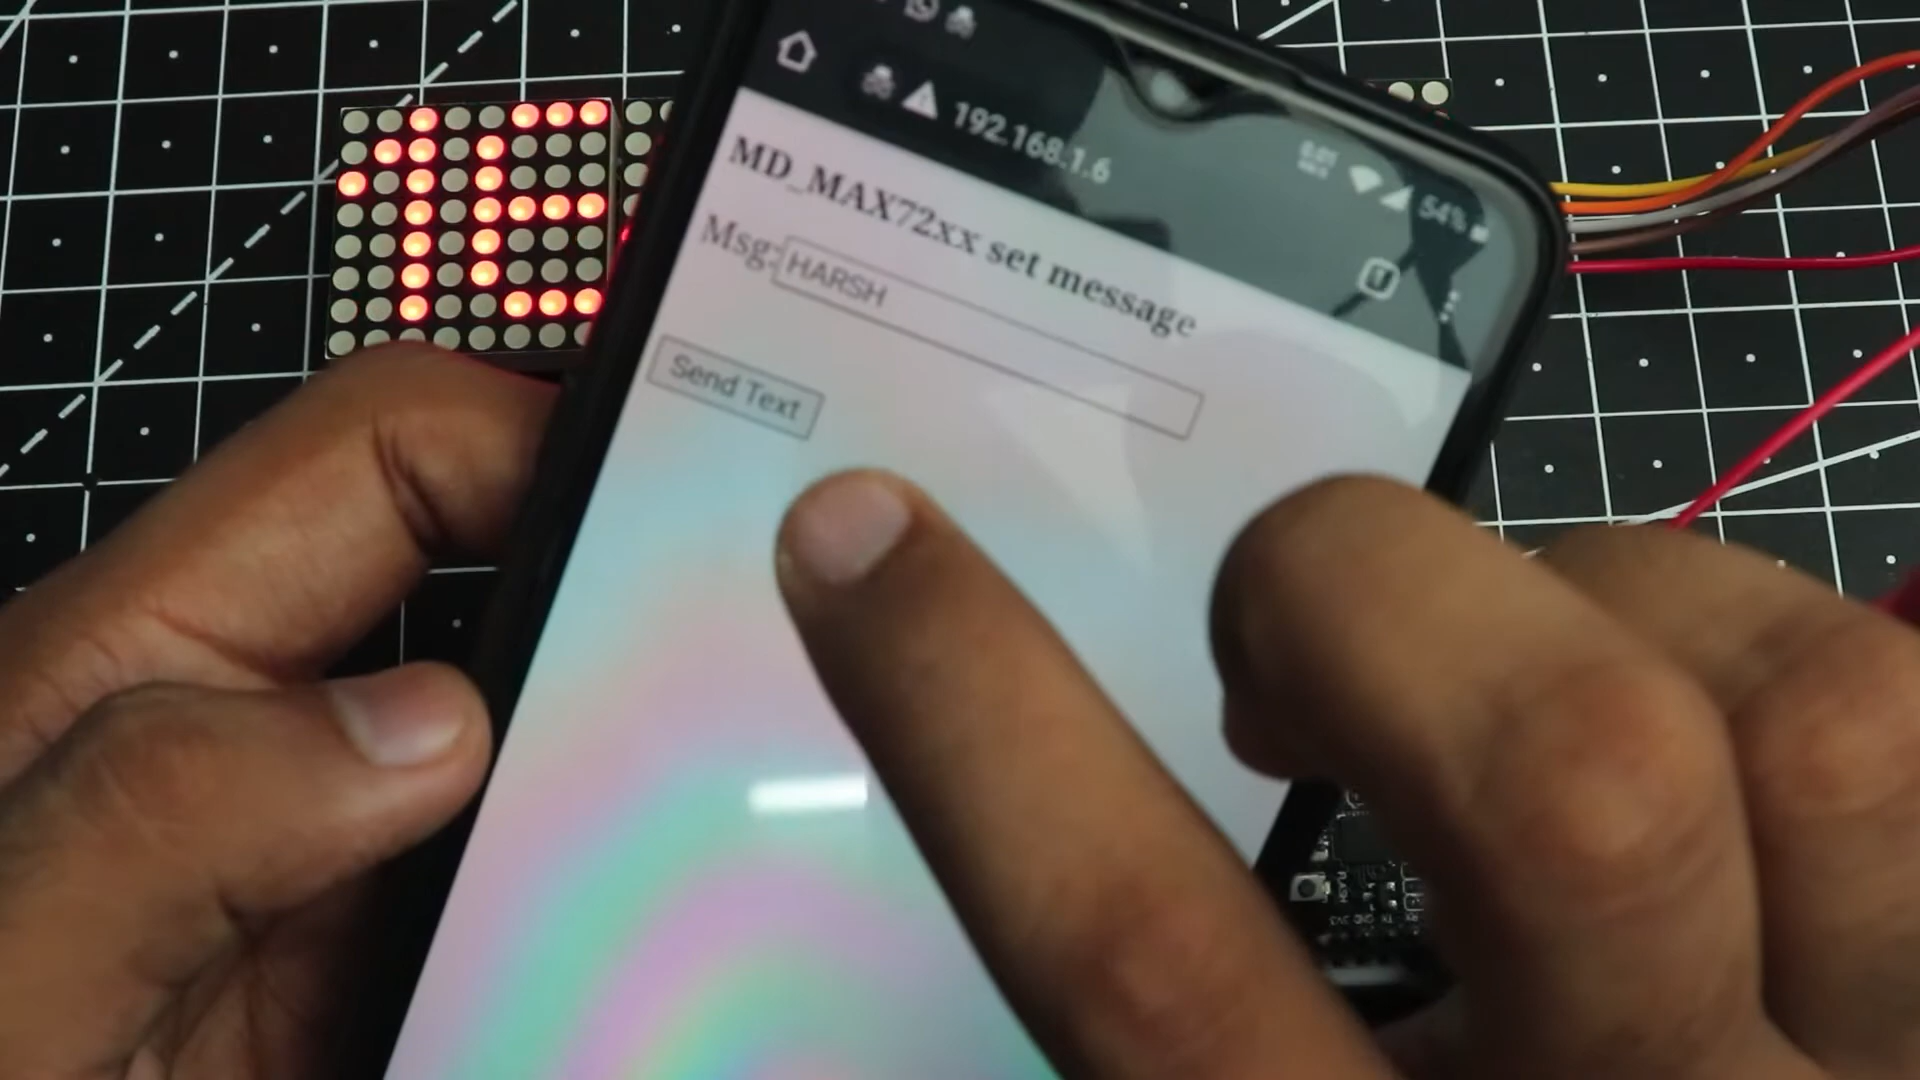 192.168.1.6
54%
MD_MAX72xx set message
Msg: HARSH
Send Text